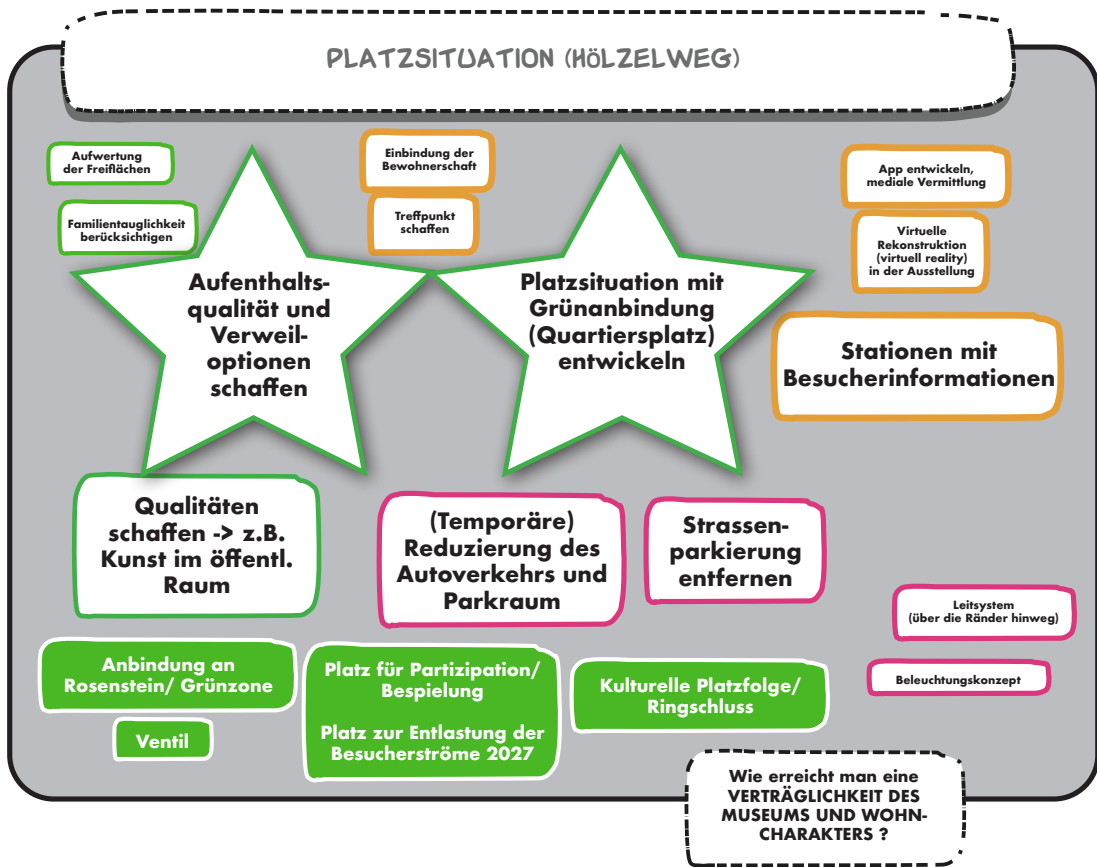 PLATZSITUATION (HÖLZELWEG)
Aufwertung
der Freiflächen
Familientauglichkeit
berücksichtigen
Einbindung der
Bewohnerschaft
Treffpunkt
schaffen
App entwickeln,
mediale Vermittlung
Virtuelle
Rekonstruktion
(virtuell reality)
in der Ausstellung
Aufenthalts-
qualität und
Verweil-
optionen
schaffen
Platzsituation mit
Grünanbindung
(Quartiersplatz)
entwickeln
Stationen mit
Besucherinformationen
Qualitäten
schaffen -> z.B.
Kunst im öffentl.
Raum
(Temporäre)
Reduzierung des
Autoverkehrs und
Parkraum
Strassen-
parkierung
entfernen
Leitsystem
(über die Ränder hinweg)
Beleuchtungskonzept
Anbindung an
Rosenstein/ Grünzone
Ventil
Platz für Partizipation/
Bespielung
Platz zur Entlastung der
Besucherströme 2027
Kulturelle Platzfolge/
Ringschluss
Wie erreicht man eine
VERTRÄGLICHKEIT DES
MUSEUMS UND WOHN-
CHARAKTERS ?